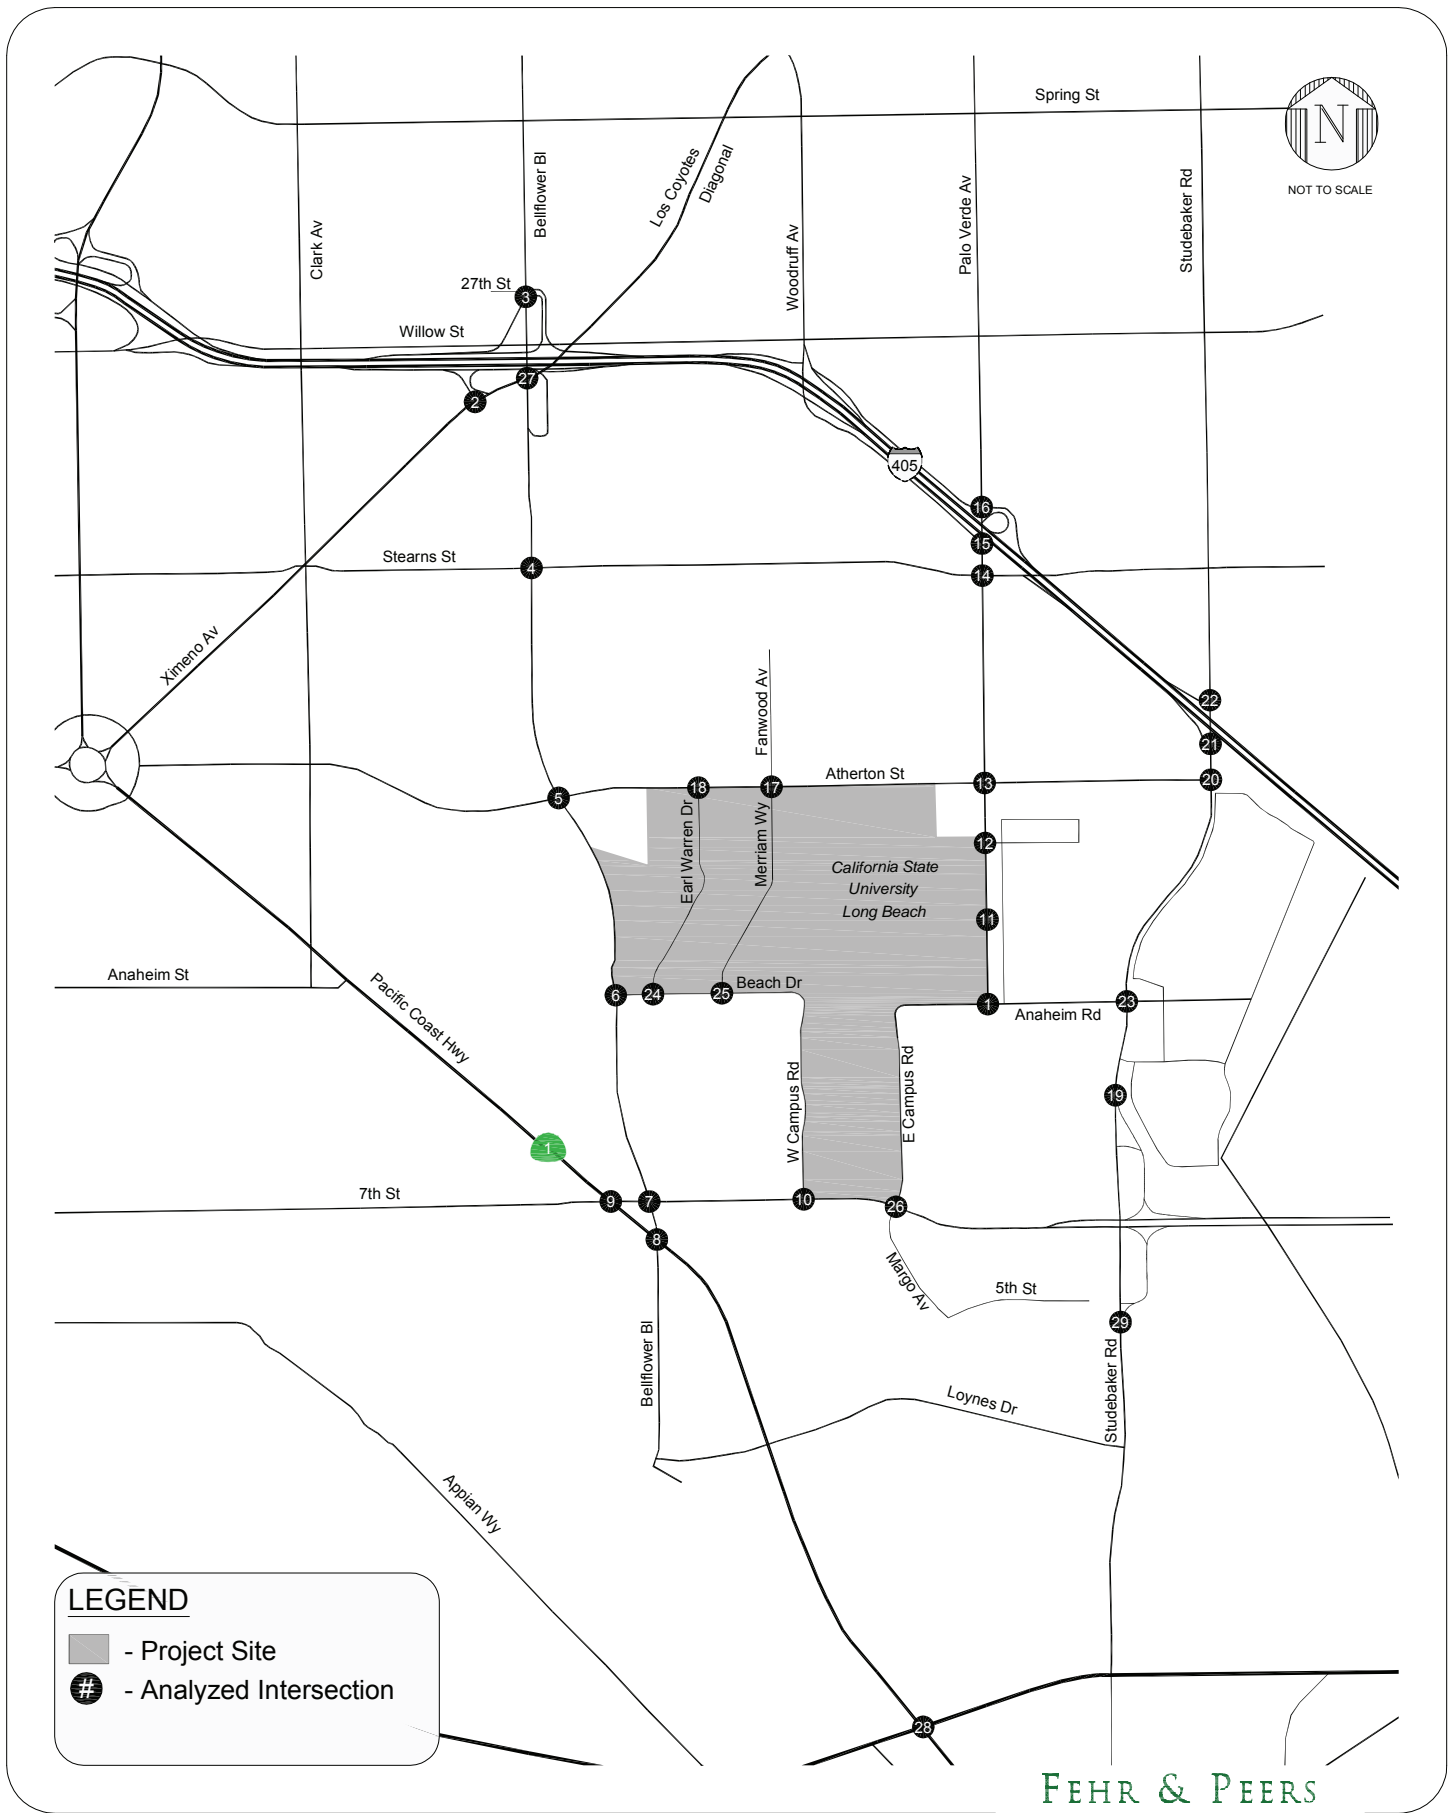 Spring St
N
NOT TO SCALE
Clark Av
Bellflower Bl
Los Coyotes
Diagonal
Woodruff Av
Palo Verde Av
Studebaker Rd
27th St
3
Willow St
27
2
405
16
15
14
Stearns St
4
Ximeno Av
22
21
20
Fanwood Av
Atherton St
5
18
17
13
12
Earl Warren Dr
Merriam Wy
California State
University
Long Beach
11
Anaheim St
Beach Dr
6
24
25
1
Anaheim Rd
23
Pacific Coast Hwy
W Campus Rd
E Campus Rd
19
1
7th St
9
7
10
26
8
Margo Av
5th St
29
Bellflower Bl
Studebaker Rd
Loynes Dr
Appian Wy
LEGEND
- Project Site
# - Analyzed Intersection
28
FEHR & PEERS